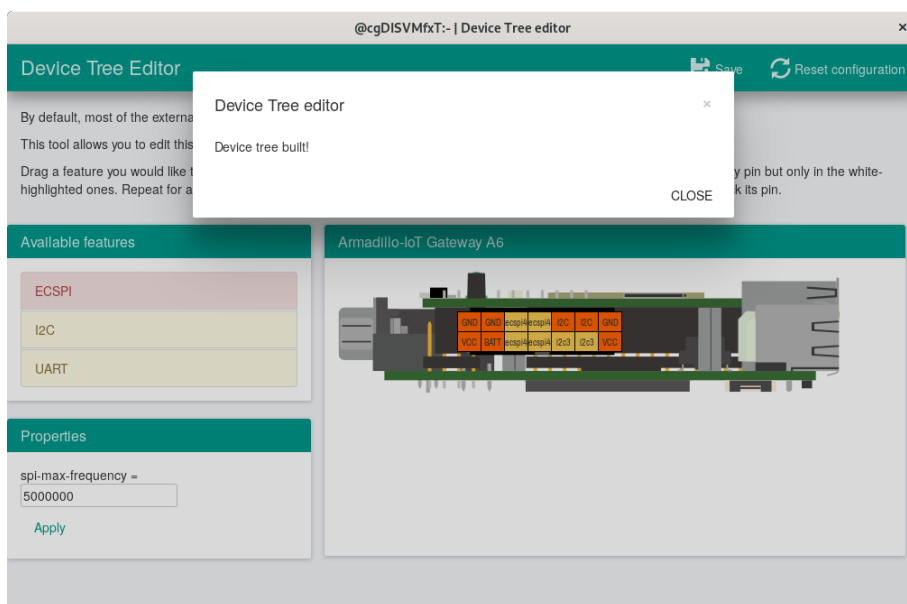 @cgDISVMfxT:- | Device Tree editor
×
Device Tree Editor
Save
Reset configuration
Device Tree editor
×
Device tree built!
CLOSE
By default, most of the externa
This tool allows you to edit this
Drag a feature you would like t
y pin but only in the white-
highlighted ones. Repeat for a
k its pin.
Available features
ECSPI
I2C
UART
Armadillo-IoT Gateway A6
GND GND ecspi4 ecspi4 I2C I2C GND
VCC BATT ecspi4 ecspi4 i2c3 i2c3 VCC
Properties
spi-max-frequency =
5000000
Apply